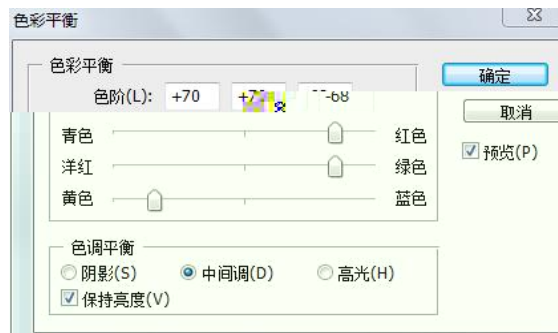 色彩平衡
色彩平衡
确定
色阶(L): +70 -68
取消
青色 红色
洋红 绿色
预览(P)
黄色 蓝色
色调平衡
阴影(S) 中间调(D) 高光(H)
保持亮度(V)